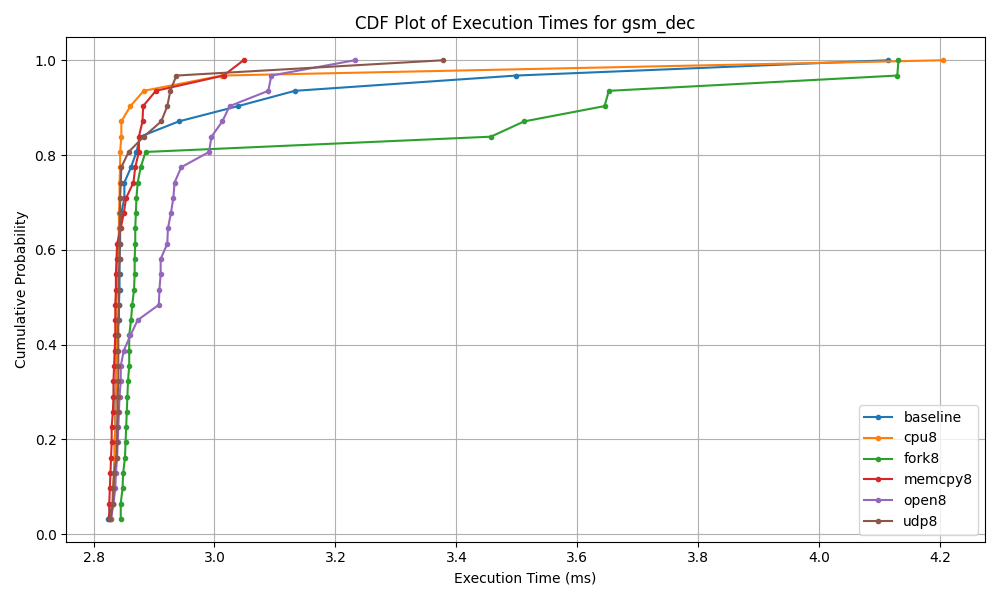 CDF Plot of Execution Times for gsm_dec
Cumulative Probability
1.0
0.8
0.6
0.4
0.2
0.0
2.8 3.0 3.2 3.4 3.6 3.8 4.0 4.2
Execution Time (ms)
baseline
cpu8
fork8
memcpy8
open8
udp8